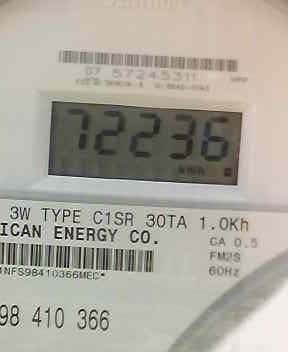 07 57245311
72236
kWh
3W TYPE C1SR 30TA 1.0Kh
ICAN ENERGY CO.
CA 0.5
FM2S
60Hz
1NFS98410366MEC*
98 410 366